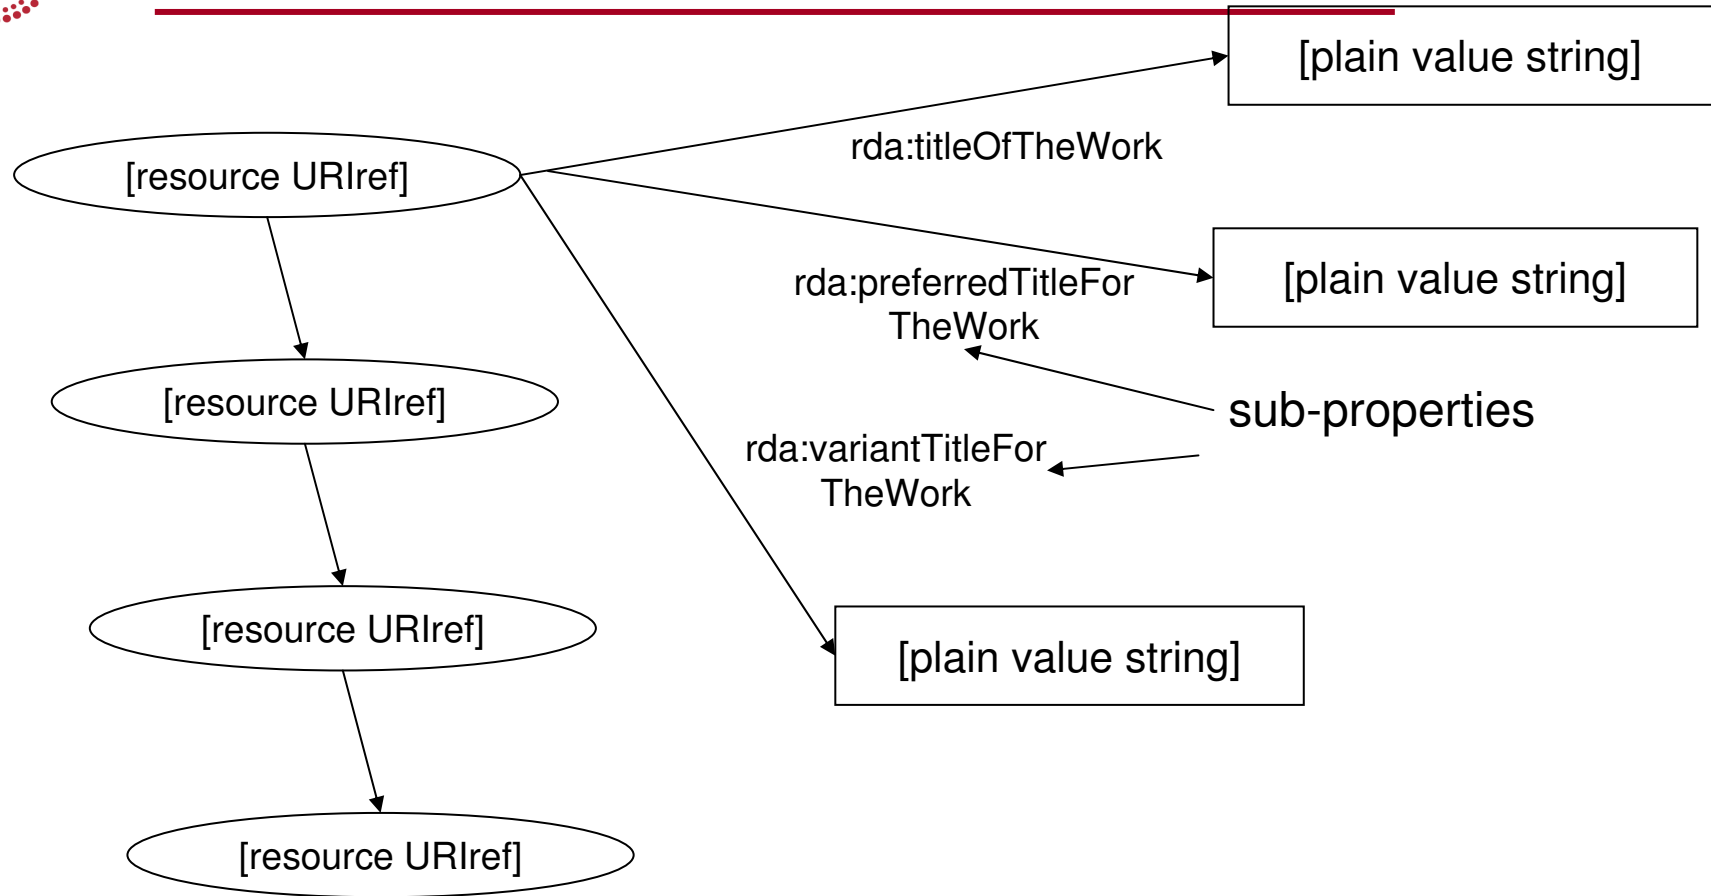 [plain value string]
rda:titleOfTheWork
[resource URIref]
[plain value string]
rda:preferredTitleFor
TheWork
[resource URIref]
sub-properties
rda:variantTitleFor
TheWork
[resource URIref]
[plain value string]
[resource URIref]